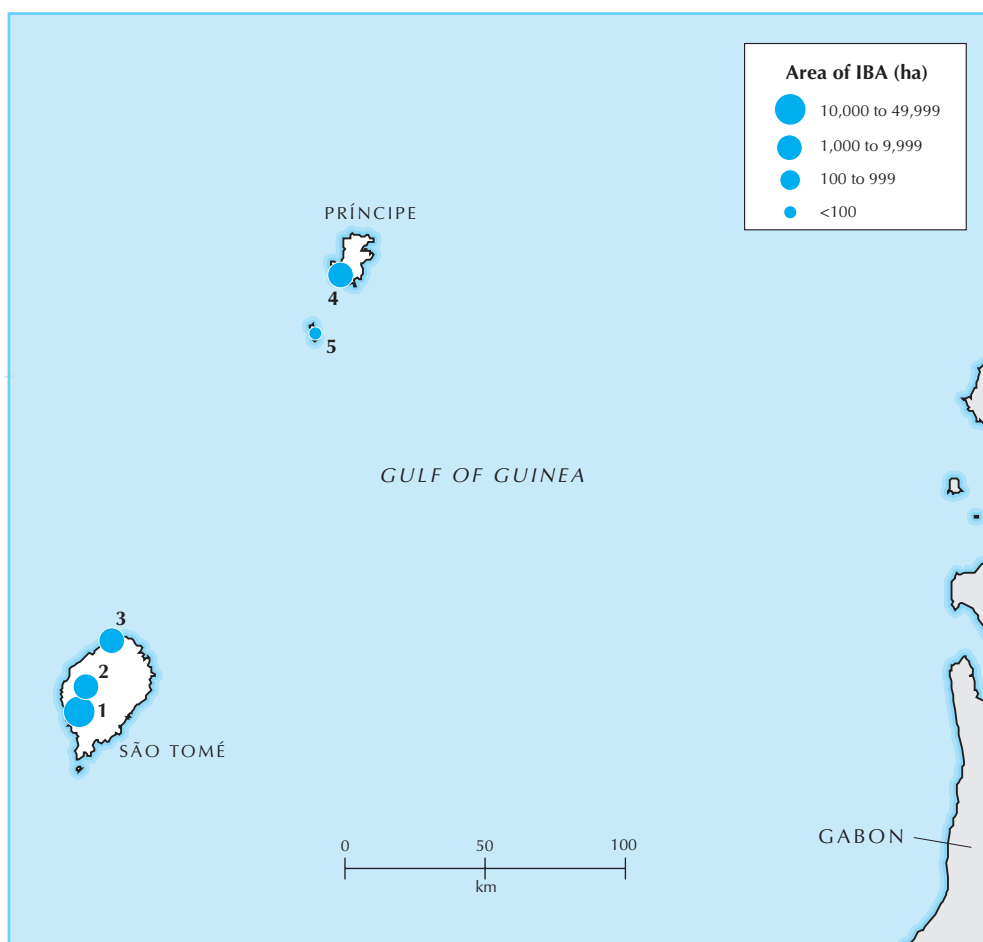 Area of IBA (ha)
10,000 to 49,999
1,000 to 9,999
100 to 999
<100
PRÍNCIPE
4
5
GULF OF GUINEA
3
2
1
SÃO TOMÉ
GABON
0 50 100
km